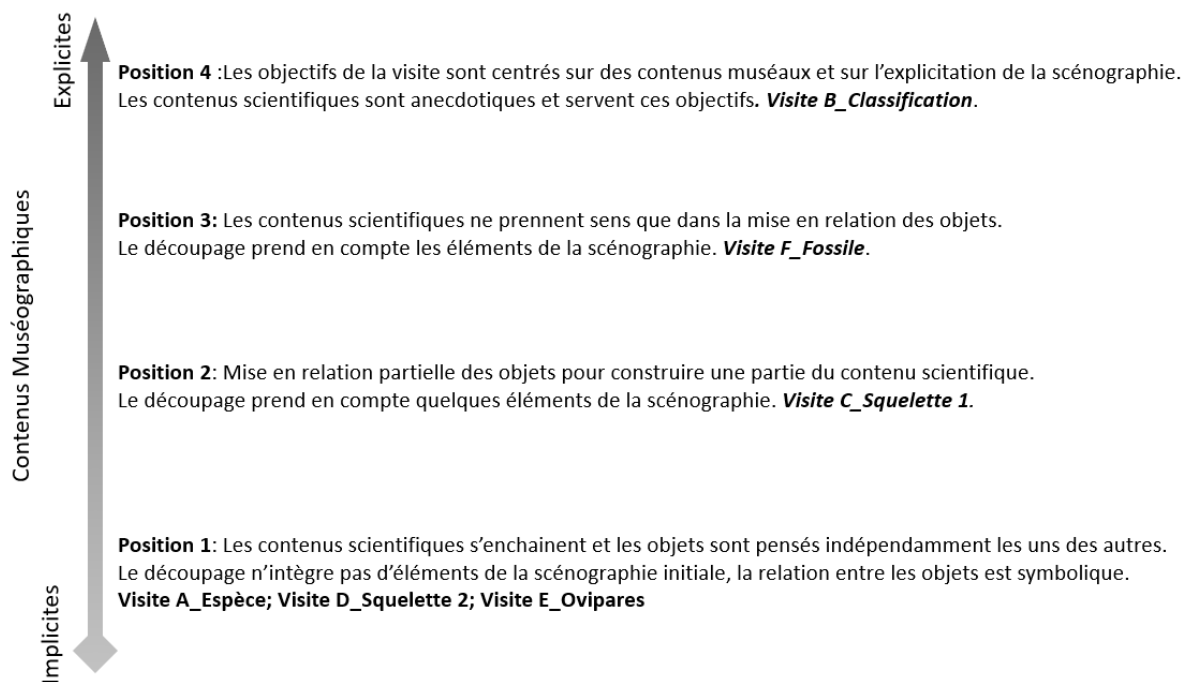 Explicites
Position 4 :Les objectifs de la visite sont centrés sur des contenus muséaux et sur l’explicitation de la scénographie.
Les contenus scientifiques sont anecdotiques et servent ces objectifs. Visite B_Classification.
Contenus Muséographiques
Position 3: Les contenus scientifiques ne prennent sens que dans la mise en relation des objets.
Le découpage prend en compte les éléments de la scénographie. Visite F_Fossile.
Position 2: Mise en relation partielle des objets pour construire une partie du contenu scientifique.
Le découpage prend en compte quelques éléments de la scénographie. Visite C_Squelette 1.
Position 1: Les contenus scientifiques s’enchainent et les objets sont pensés indépendamment les uns des autres.
Le découpage n’intègre pas d’éléments de la scénographie initiale, la relation entre les objets est symbolique.
Visite A_Espèce; Visite D_Squelette 2; Visite E_Ovipares
Implicites